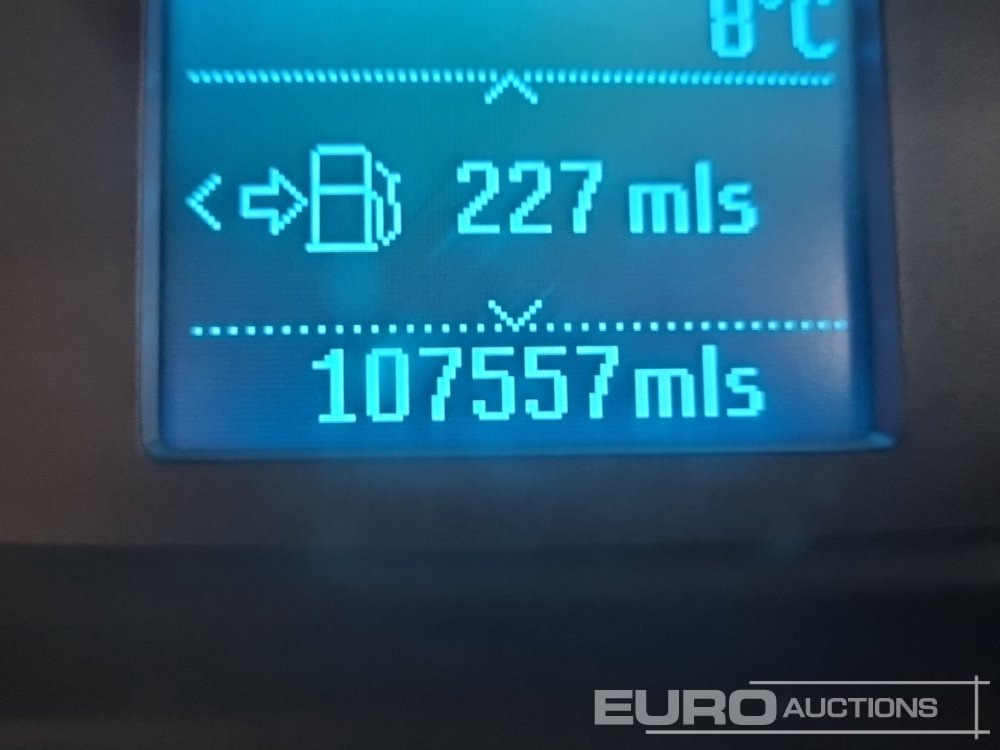 8°C
227 mls
107557 mls
EURO AUCTIONS